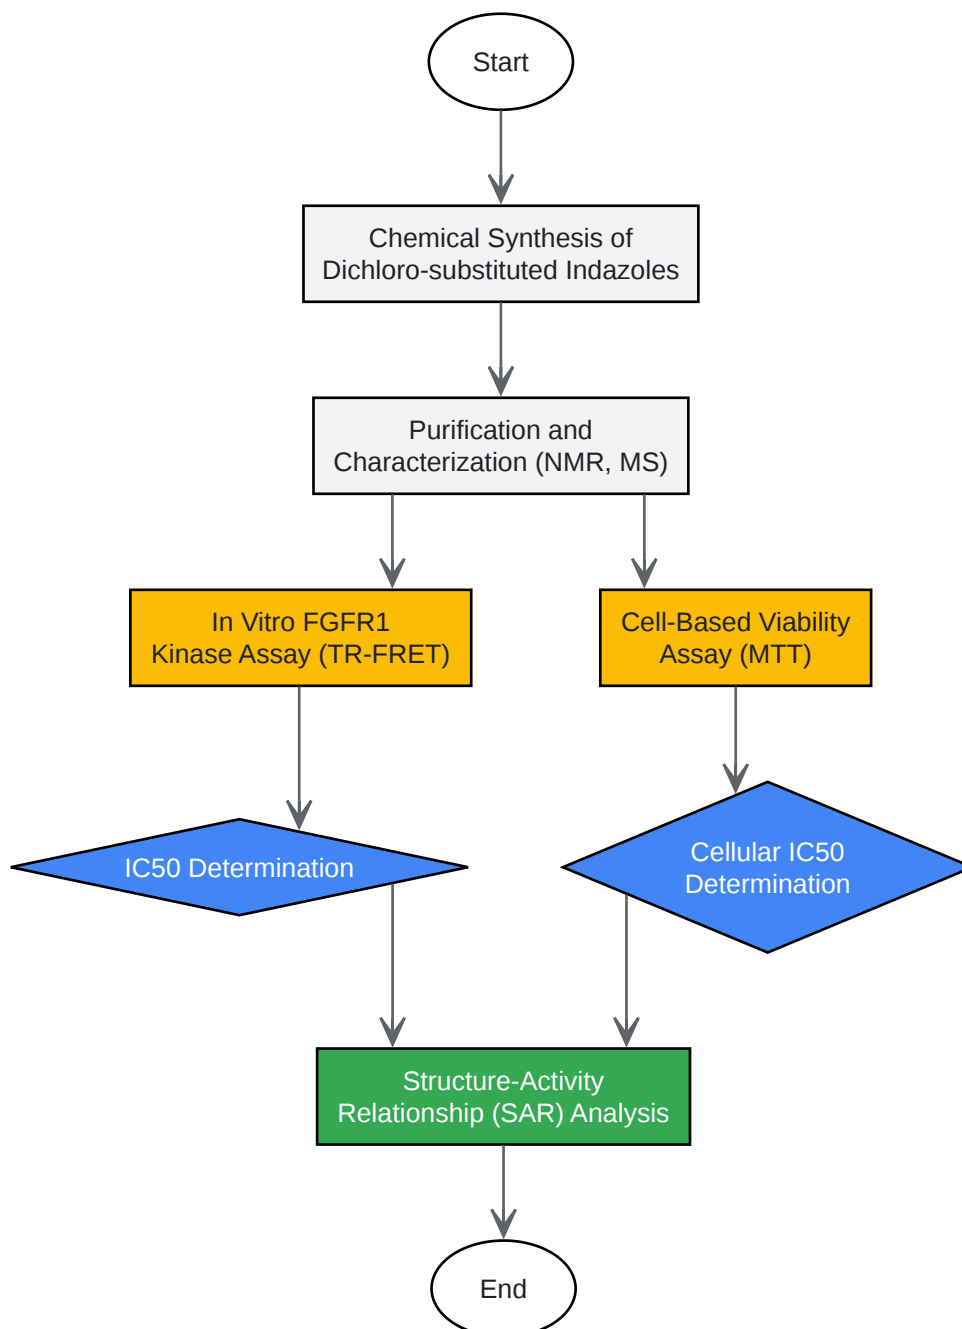 Start
Chemical Synthesis of
Dichloro-substituted Indazoles
Purification and
Characterization (NMR, MS)
In Vitro FGFR1
Kinase Assay (TR-FRET)
Cell-Based Viability
Assay (MTT)
IC50 Determination
Cellular IC50
Determination
Structure-Activity
Relationship (SAR) Analysis
End